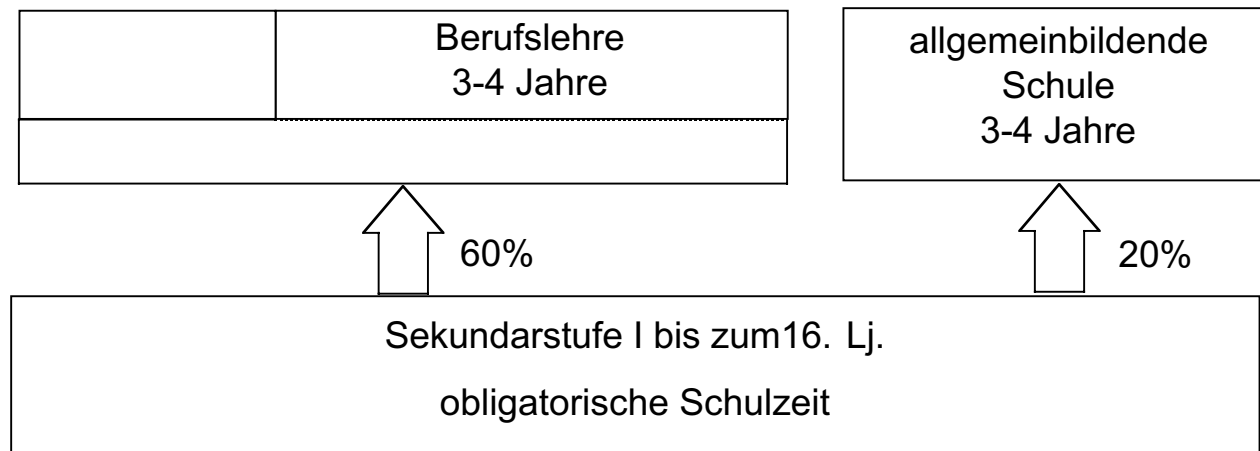 Berufslehre
3-4 Jahre
allgemeinbildende
Schule
3-4 Jahre
60%
20%
Sekundarstufe I bis zum16. Lj.
obligatorische Schulzeit